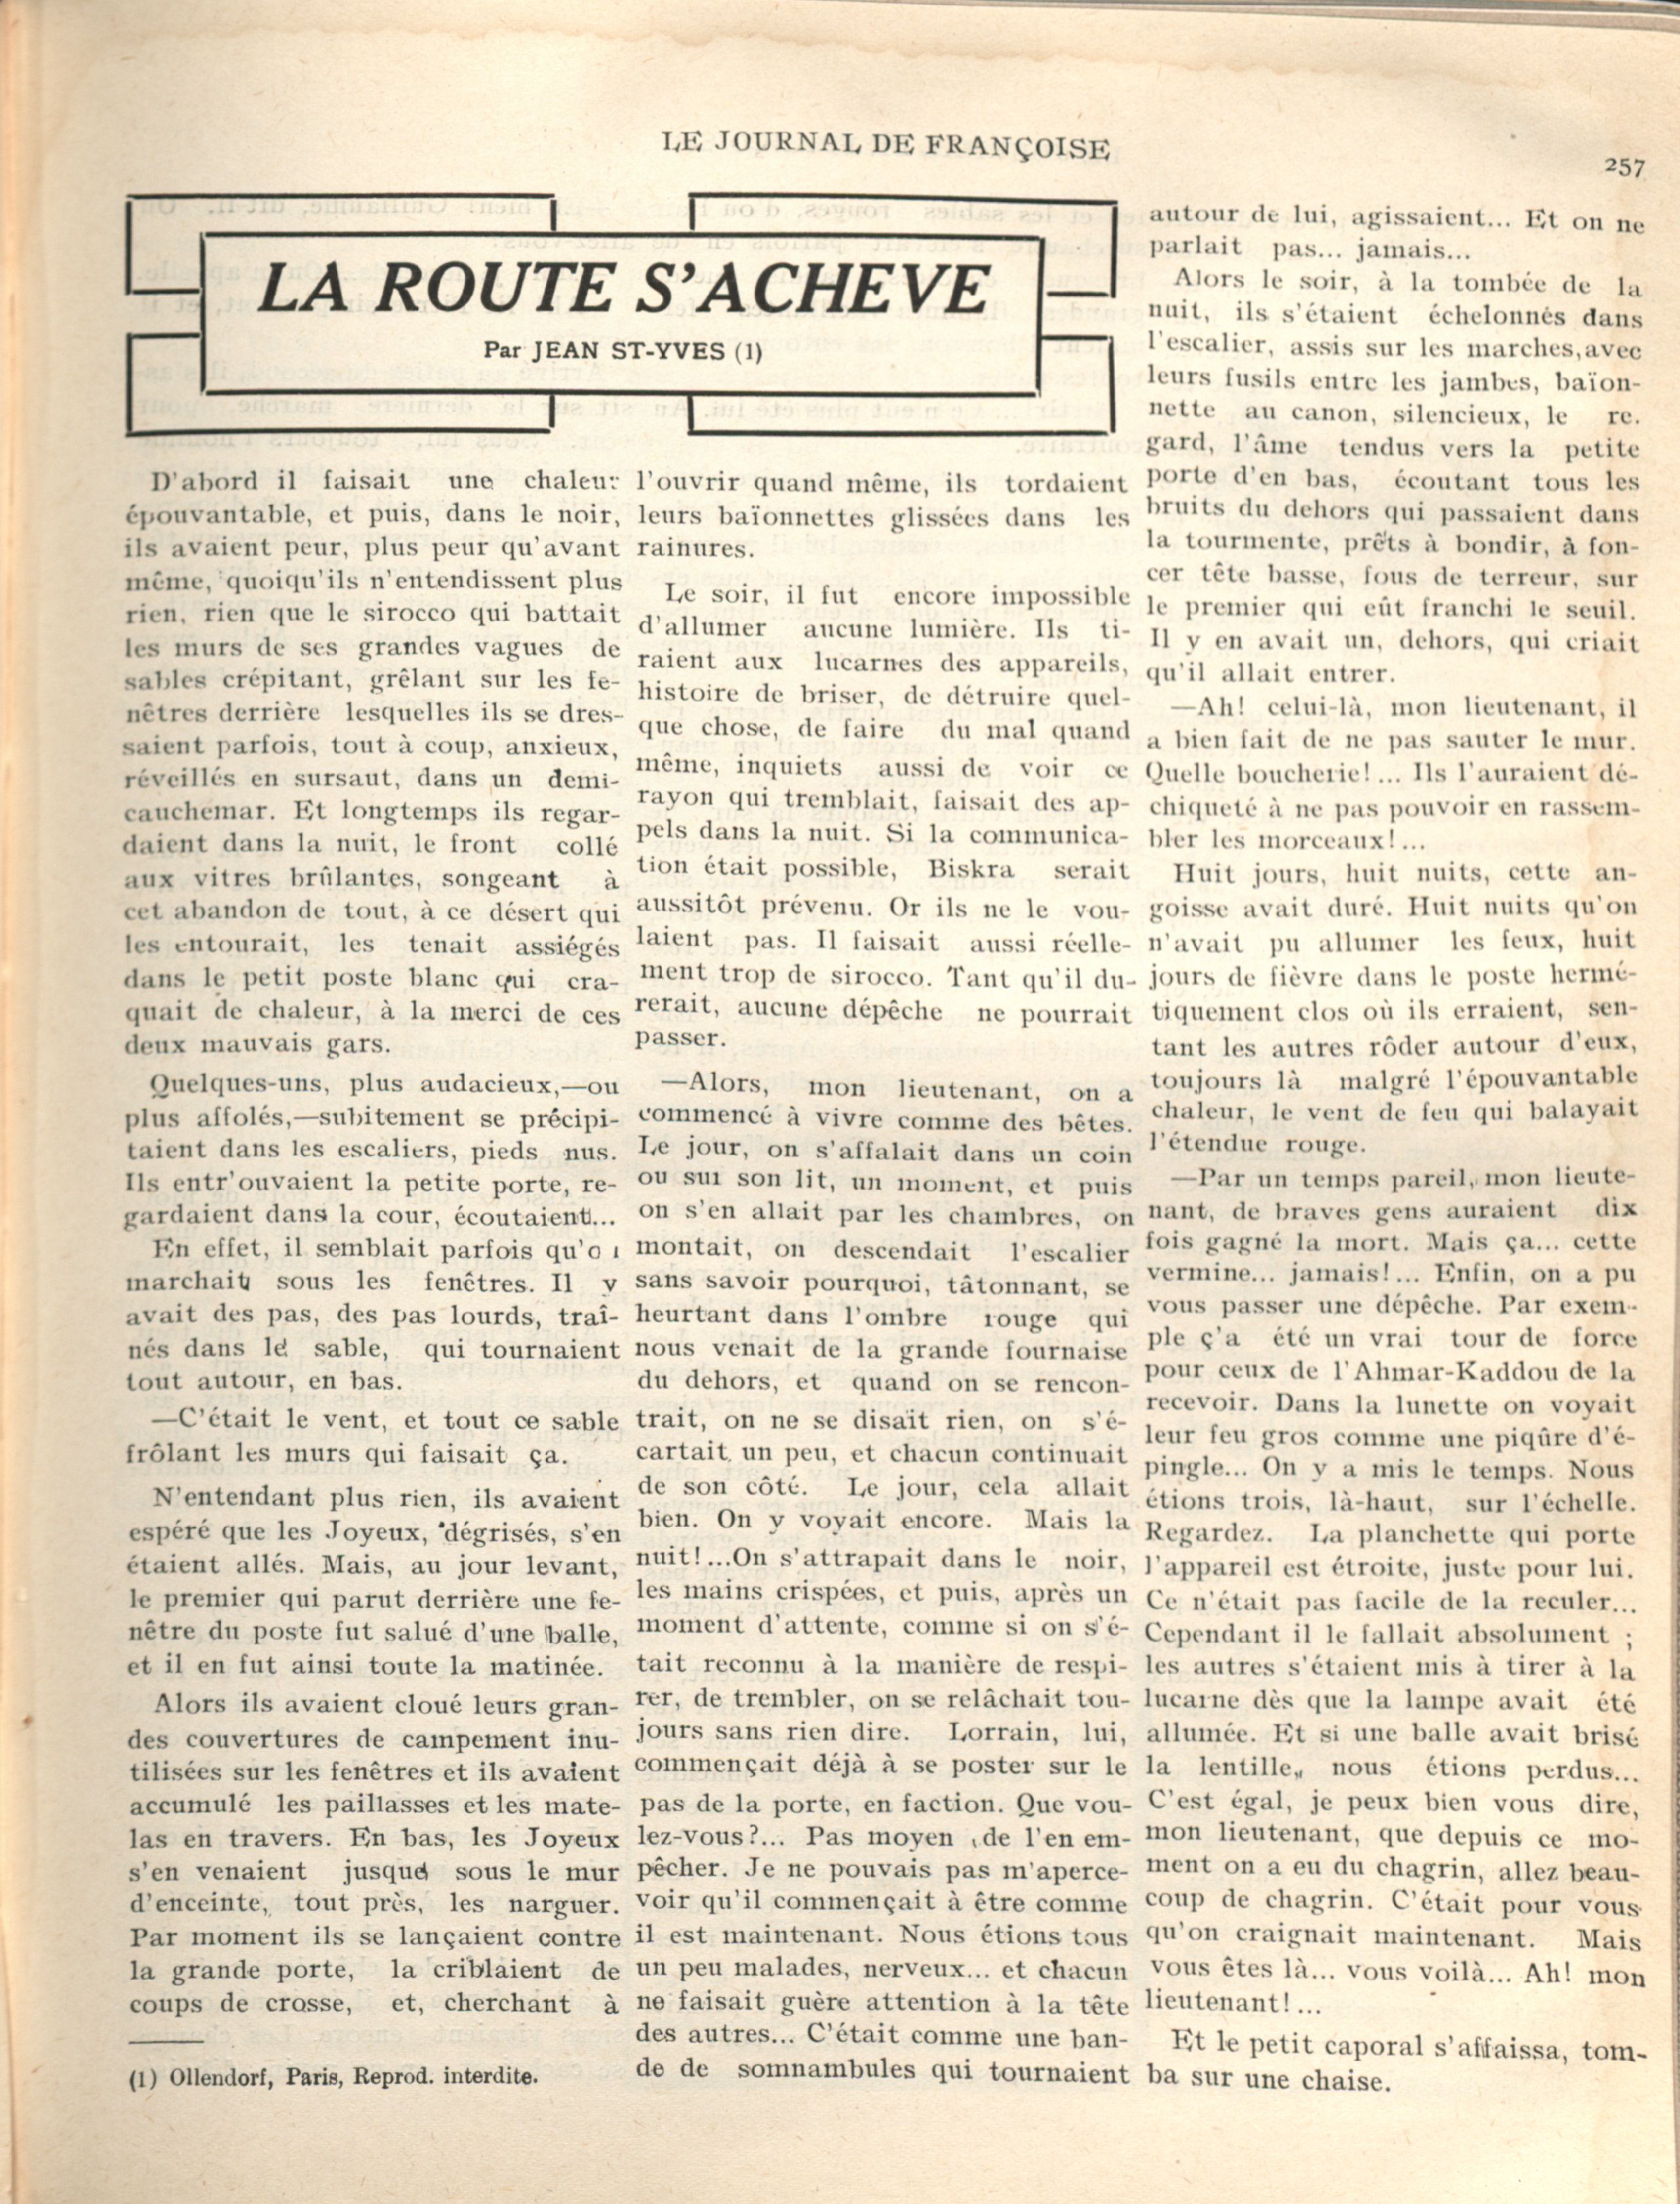 LE JOURNAL DE FRANÇOISE
257
LA ROUTE S'ACHEVE
Par JEAN ST-YVES (1)
D'abord il faisait une chaleur
épouvantable, et puis, dans le noir,
ils avaient peur, plus peur qu'avant
même, quoiqu'ils n'entendissent plus
rien, rien que le sirocco qui battait
les murs de ses grandes vagues de
sables crépitant, grêlant sur les fe-
nêtres derrière lesquelles ils se dres-
saient parfois, tout à coup, anxieux,
réveillés en sursaut, dans un demi-
cauchemar. Et longtemps ils regar-
daient dans la nuit, le front collé
aux vitres brûlantes, songeant à
cet abandon de tout, à ce désert qui
les entourait, les tenait assiégés
dans le petit poste blanc qui cra-
quait de chaleur, à la merci de ces
deux mauvais gars.
Quelques-uns, plus audacieux,—ou
plus affolés,—subitement se précipi-
taient dans les escaliers, pieds nus.
Ils entr'ouvaient la petite porte, re-
gardaient dans la cour, écoutaient...
En effet, il semblait parfois qu'o
marchait sous les fenêtres. Il y
avait des pas, des pas lourds, traî-
nés dans le sable, qui tournaient
tout autour, en bas.
—C'était le vent, et tout ce sable
frôlant les murs qui faisait ça.
N'entendant plus rien, ils avaient
espéré que les Joyeux, dégrisés, s'en
étaient allés. Mais, au jour levant,
le premier qui parut derrière une fe-
nêtre du poste fut salué d'une balle,
et il en fut ainsi toute la matinée.
Alors ils avaient cloué leurs gran-
des couvertures de campement inu-
tilisées sur les fenêtres et ils avaient
accumulé les paillasses et les mate-
las en travers. En bas, les Joyeux
s'en venaient jusque sous le mur
d'enceinte, tout près, les narguer.
Par moment ils se lançaient contre
la grande porte, la criblaient de
coups de crosse, et, cherchant à
(1) Ollendorf, Paris, Reprod. interdite.
l'ouvrir quand même, ils tordaient
leurs baïonnettes glissées dans les
rainures.
Le soir, il fut encore impossible
d'allumer aucune lumière. Ils ti-
raient aux lucarnes des appareils,
histoire de briser, de détruire quel-
que chose, de faire du mal quand
même, inquiets aussi de voir ce
rayon qui tremblait, faisait des ap-
pels dans la nuit. Si la communica-
tion était possible, Biskra serait
aussitôt prévenu. Or ils ne le vou-
laient pas. Il faisait aussi réelle-
ment trop de sirocco. Tant qu'il du-
rerait, aucune dépêche ne pourrait
passer.
—Alors, mon lieutenant, on a
commencé à vivre comme des bêtes.
Le jour, on s'affalait dans un coin
ou sur son lit, un moment, et puis
on s'en allait par les chambres, on
montait, on descendait l'escalier
sans savoir pourquoi, tâtonnant, se
heurtant dans l'ombre rouge qui
nous venait de la grande fournaise
du dehors, et quand on se rencon-
trait, on ne se disait rien, on s'é-
cartait un peu, et chacun continuait
de son côté. Le jour, cela allait
bien. On y voyait encore. Mais la
nuit!...On s'attrapait dans le noir,
les mains crispées, et puis, après un
moment d'attente, comme si on s'é-
tait reconnu à la manière de respi-
rer, de trembler, on se relâchait tou-
jours sans rien dire. Lorrain, lui,
commençait déjà à se poster sur le
pas de la porte, en faction. Que vou-
lez-vous?... Pas moyen de l'en em-
pêcher. Je ne pouvais pas m'aperce-
voir qu'il commençait à être comme
il est maintenant. Nous étions tous
un peu malades, nerveux... et chacun
ne faisait guère attention à la tête
des autres... C'était comme une ban-
de de somnambules qui tournaient
autour de lui, agissaient... Et on ne
parlait pas... jamais...
Alors le soir, à la tombée de la
nuit, ils s'étaient échelonnés dans
l'escalier, assis sur les marches, avec
leurs fusils entre les jambes, baïon-
nette au canon, silencieux, le re.
gard, l'âme tendus vers la petite
porte d'en bas, écoutant tous les
bruits du dehors qui passaient dans
la tourmente, prêts à bondir, à fon-
cer tête basse, fous de terreur, sur
le premier qui eût franchi le seuil.
Il y en avait un, dehors, qui criait
qu'il allait entrer.
—Ah! celui-là, mon lieutenant, il
a bien fait de ne pas sauter le mur.
Quelle boucherie!... Ils l'auraient dé-
chiqueté à ne pas pouvoir en rassem-
bler les morceaux!...
Huit jours, huit nuits, cette an-
goisse avait duré. Huit nuits qu'on
n'avait pu allumer les feux, huit
jours de fièvre dans le poste hermé-
tiquement clos où ils erraient, sen-
tant les autres rôder autour d'eux,
toujours là malgré l'épouvantable
chaleur, le vent de feu qui balayait
l'étendue rouge.
—Par un temps pareil, mon lieute-
nant, de braves gens auraient dix
fois gagné la mort. Mais ça... cette
vermine... jamais!... Enfin, on a pu
vous passer une dépêche. Par exem-
ple ç'a été un vrai tour de force
pour ceux de l'Ahmar-Kaddou de la
recevoir. Dans la lunette on voyait
leur feu gros comme une piqûre d'é-
pingle... On y a mis le temps. Nous
étions trois, là-haut, sur l'échelle.
Regardez. La planchette qui porte
l'appareil est étroite, juste pour lui.
Ce n'était pas facile de la reculer...
Cependant il le fallait absolument ;
les autres s'étaient mis à tirer à la
lucarne dès que la lampe avait été
allumée. Et si une balle avait brisé
la lentille,, nous étions perdus...
C'est égal, je peux bien vous dire,
mon lieutenant, que depuis ce mo-
ment on a eu du chagrin, allez beau-
coup de chagrin. C'était pour vous
qu'on craignait maintenant. Mais
vous êtes là... vous voilà... Ah! mon
lieutenant!...
Et le petit caporal s'affaissa, tom-
ba sur une chaise.